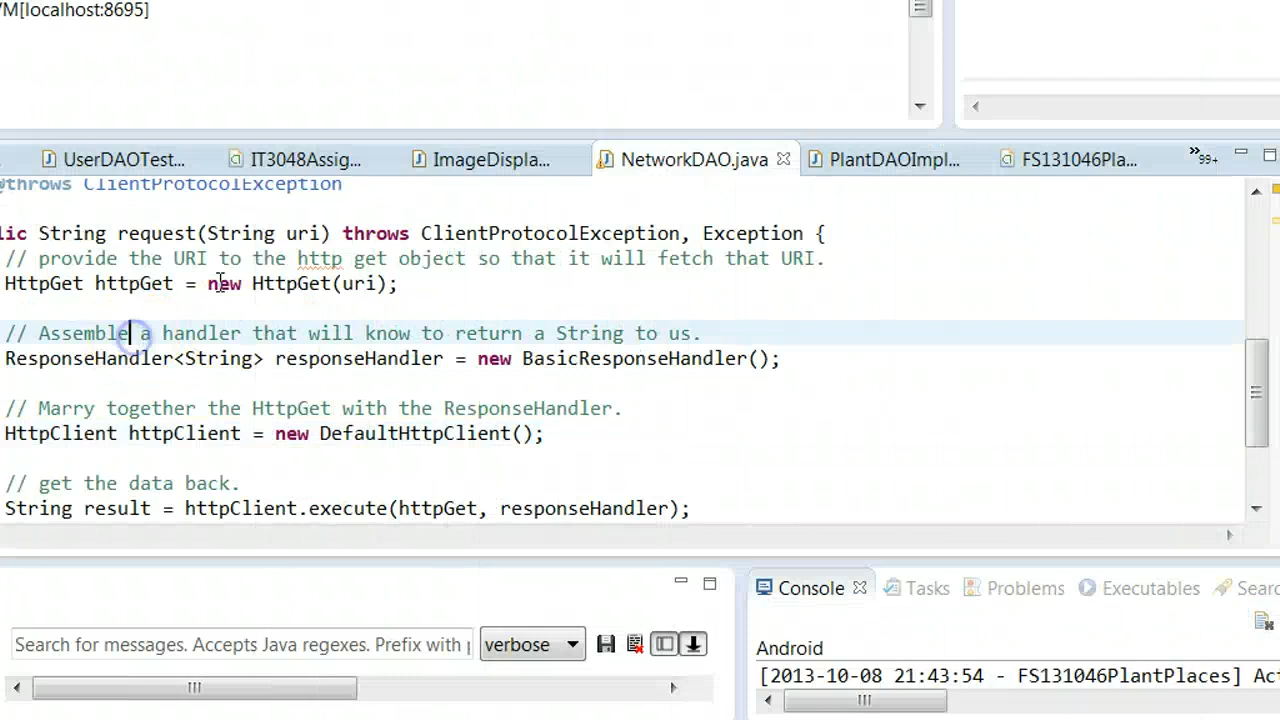 VM[localhost:8695]
UserDAOTest... IT3048Assig... ImageDispla... NetworkDAO.java PlantDAOImpl... FS131046Pla... »99+
@throws ClientProtocolException
lic String request(String uri) throws ClientProtocolException, Exception {
// provide the URI to the http get object so that it will fetch that URI.
HttpGet httpGet = new HttpGet(uri);
// Assemble a handler that will know to return a String to us.
ResponseHandler<String> responseHandler = new BasicResponseHandler();
// Marry together the HttpGet with the ResponseHandler.
HttpClient httpClient = new DefaultHttpClient();
// get the data back.
String result = httpClient.execute(httpGet, responseHandler);
Console Tasks Problems Executables Searc
Search for messages. Accepts Java regexes. Prefix with p verbose
Android
[2013-10-08 21:43:54 - FS131046PlantPlaces] Act